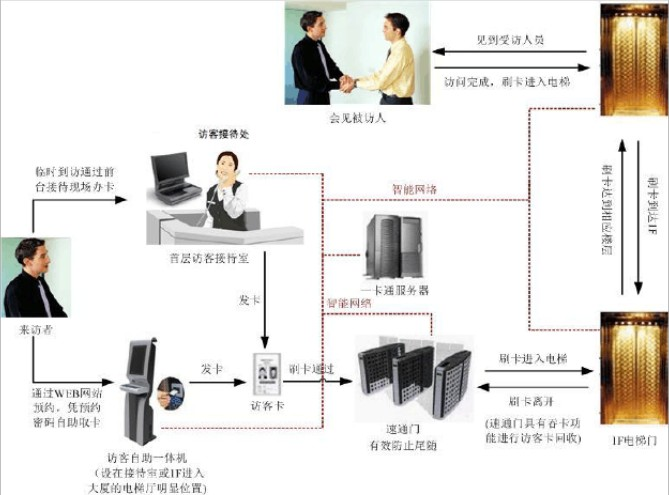 见到受访人员
访问完成，刷卡进入电梯
会见被访人
访客接待处
临时到访通过前
台接待现场办卡
智能网络
刷卡达到相应楼层
刷卡到达1F
首层访客接待室
一卡通服务器
来访者
发卡
智能网络
通过WEB网站
预约，凭预约
密码自助取卡
发卡
访客卡
刷卡通过
速通门
有效防止尾随
刷卡进入电梯
刷卡离开
(速通门具有吞卡功
能进行访客卡回收)
1F电梯门
访客自助一体机
(设在接待室或1F进入
大厦的电梯厅明显位置)